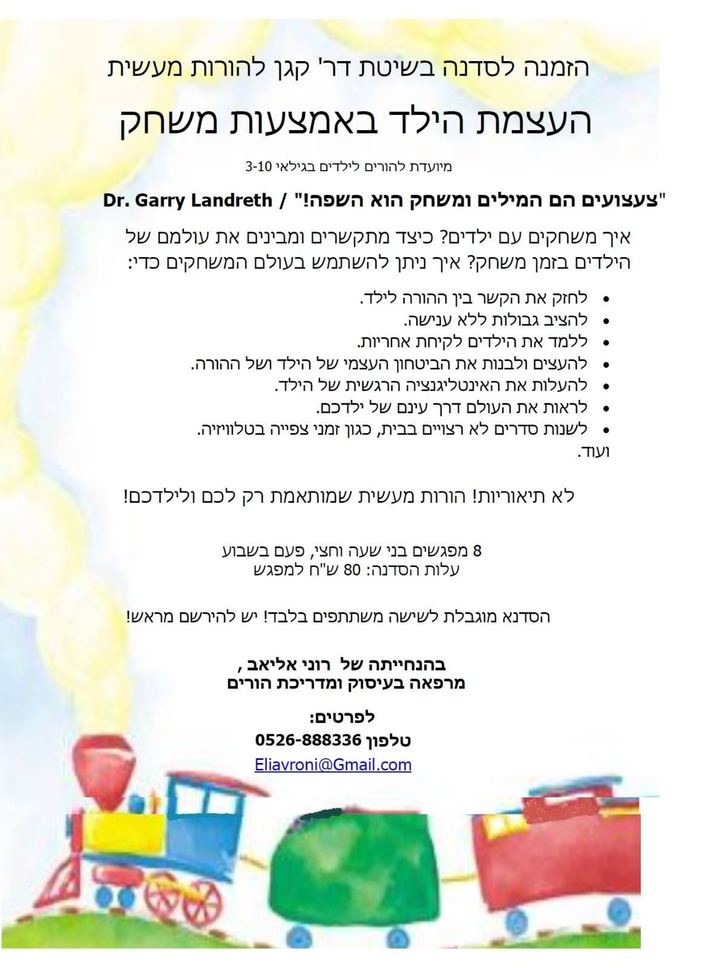 הזמנה לסדנה בשיטת דר' קגן להורות מעשית
העצמת הילד באמצעות משחק
מיועדת להורים לילדים בגילאי 3-10
"צעצועים הם המילים ומשחק הוא השפה!" / Dr. Garry Landreth
איך משחקים עם ילדים? כיצד מתקשרים ומבינים את עולמם של
הילדים בזמן משחק? איך ניתן להשתמש בעולם המשחקים כדי:
• לחזק את הקשר בין ההורה לילד.
• להציב גבולות ללא ענישה.
• ללמד את הילדים לקיחת אחריות.
• להעצים ולבנות את הביטחון העצמי של הילד ושל ההורה.
• להעלות את האינטליגנציה הרגשית של הילד.
• לראות את העולם דרך עינם של ילדכם.
• לשנות סדרים לא רצויים בבית, כגון זמני צפייה בטלוויזיה.
ועוד.
לא תיאוריות! הורות מעשית שמותאמת רק לכם ולילדכם!
8 מפגשים בני שעה וחצי, פעם בשבוע
עלות הסדנה: 80 ש"ח למפגש
הסדנא מוגבלת לשישה משתתפים בלבד! יש להירשם מראש!
בהנחייתה של רוני אליאב ,
מרפאה בעיסוק ומדריכת הורים
לפרטים:
טלפון 0526-888336
Eliavroni@Gmail.com